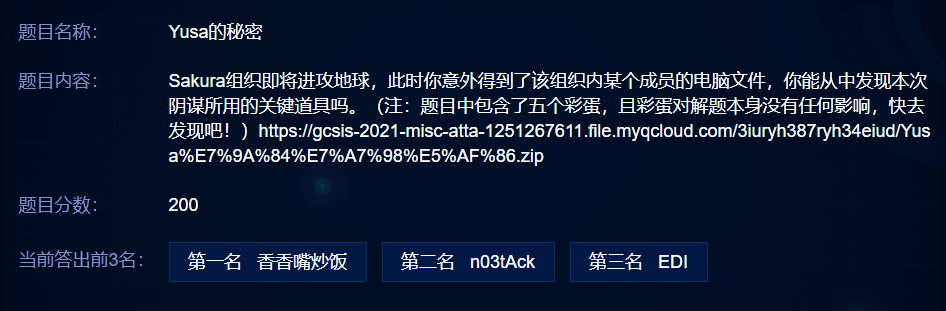 题目名称： Yusa的秘密
题目内容： Sakura组织即将进攻地球，此时你意外得到了该组织内某个成员的电脑文件，你能从中发现本次
阴谋所用的关键道具吗。（注：题目中包含了五个彩蛋，且彩蛋对解题本身没有任何影响，快去
发现吧！）https://gcsis-2021-misc-atta-1251267611.file.myqcloud.com/3iuryh387ryh34eiud/Yus
a%E7%9A%84%E7%A7%98%E5%AF%86.zip
题目分数： 200
当前答出前3名： 第一名 香香嘴炒饭 第二名 n03tAck 第三名 EDI